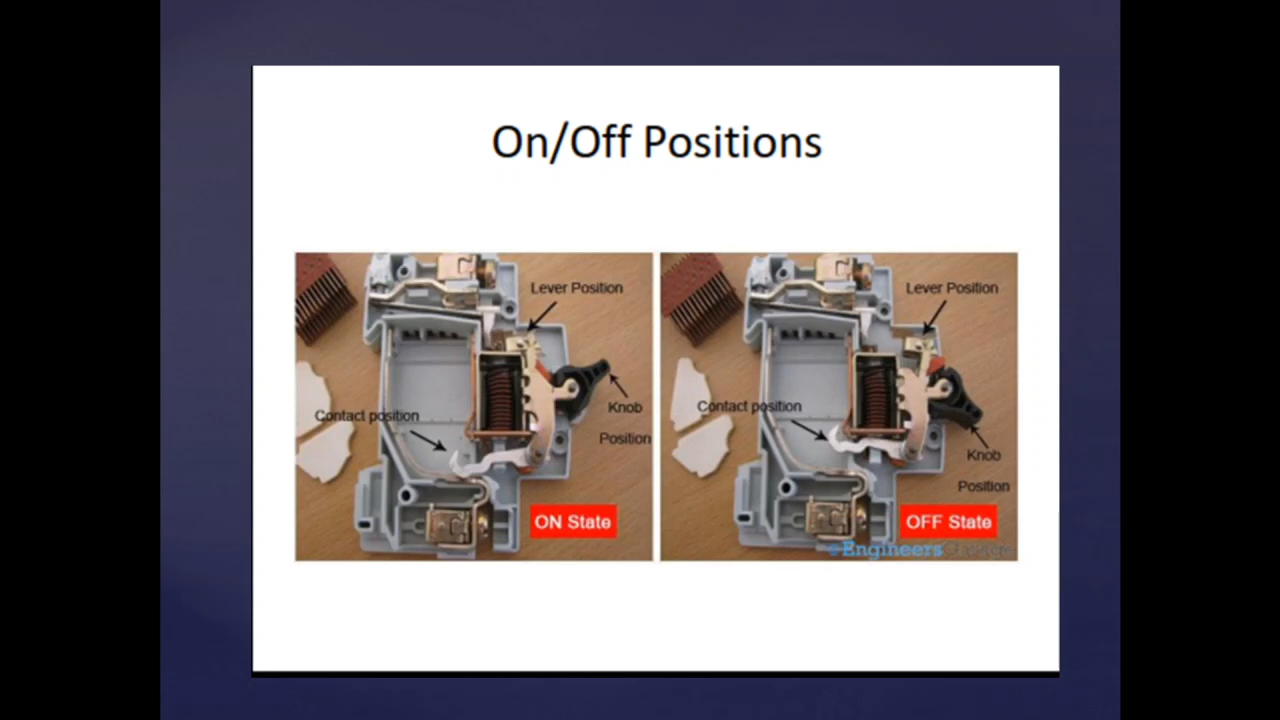 On/Off Positions
Lever Position
Contact position
Knob
Position
ON State
Lever Position
Contact position
Knob
Position
OFF State
EngineersGarage